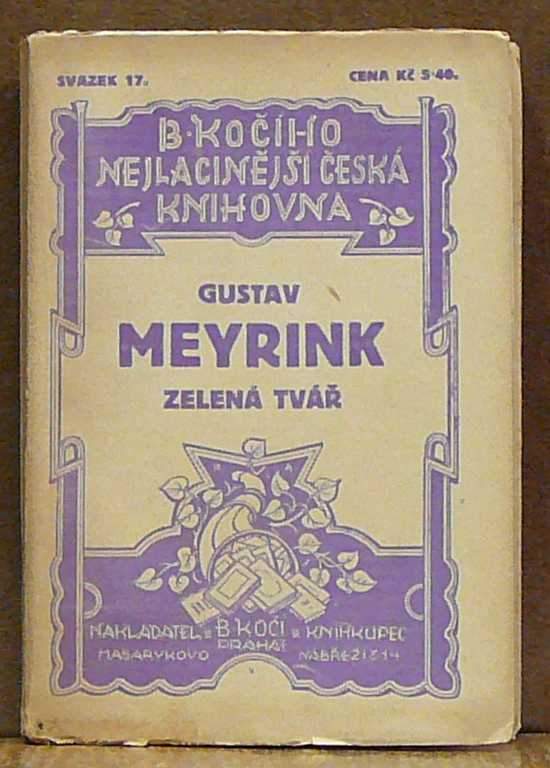 SVAZEK 17.
CENA Kč 5·40.
B·KOČÍHO
NEJLACINĚJŠÍ ČESKÁ
KNIHOVNA
GUSTAV
MEYRINK
ZELENÁ TVÁŘ
NAKLADATEL B·KOČÍ KNIHKUPEC
PRAHA I
MASARYKOVO NÁBŘEŽÍ Č 14